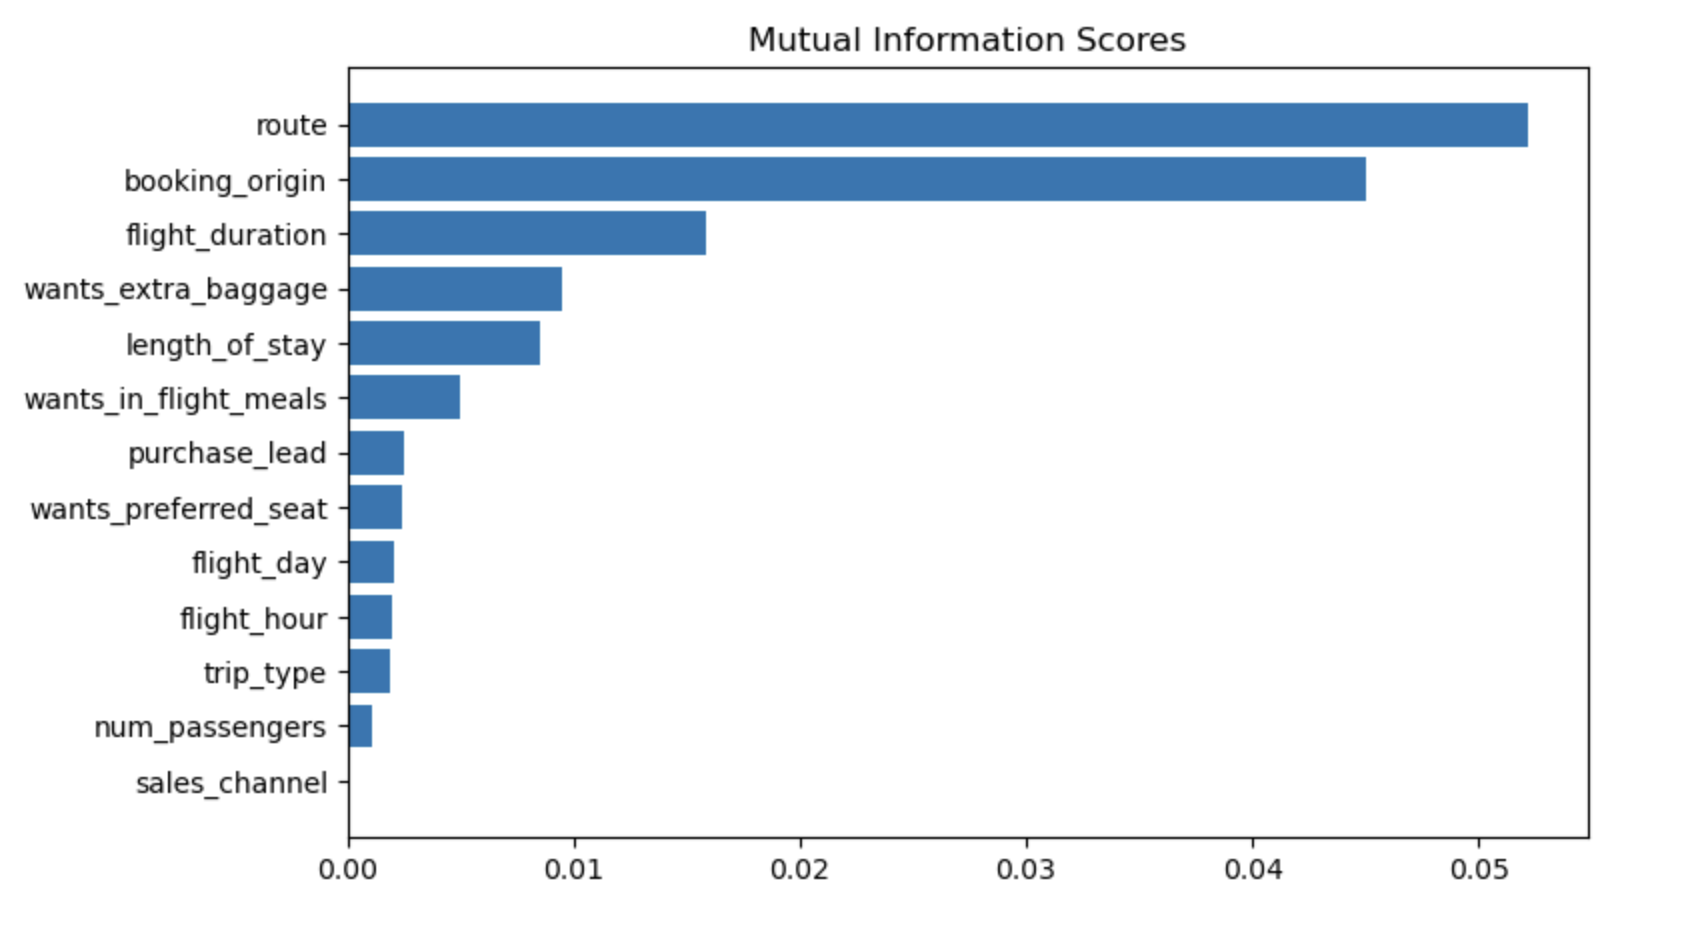 Mutual Information Scores
route
booking_origin
flight_duration
wants_extra_baggage
length_of_stay
wants_in_flight_meals
purchase_lead
wants_preferred_seat
flight_day
flight_hour
trip_type
num_passengers
sales_channel
0.00 0.01 0.02 0.03 0.04 0.05